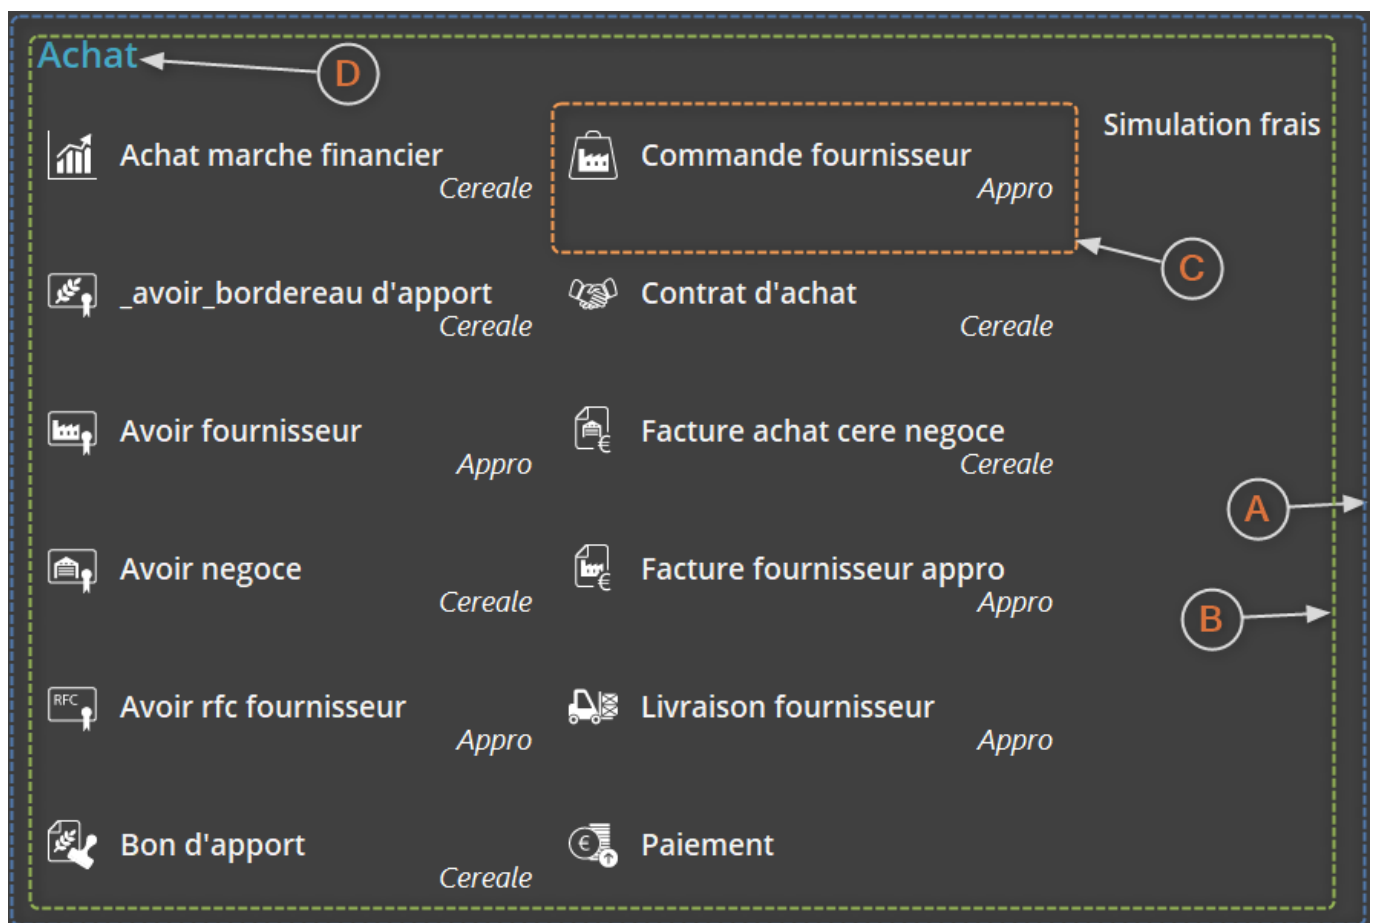 Achat
D
Achat marche financier
Cereale
Commande fournisseur
Appro
Simulation frais
C
_avoir_bordereau d'apport
Cereale
Contrat d'achat
Cereale
Avoir fournisseur
Appro
Facture achat cere negoce
Cereale
A
Avoir negoce
Cereale
Facture fournisseur appro
Appro
B
RFC
Avoir rfc fournisseur
Appro
Livraison fournisseur
Appro
Bon d'apport
Cereale
€
Paiement